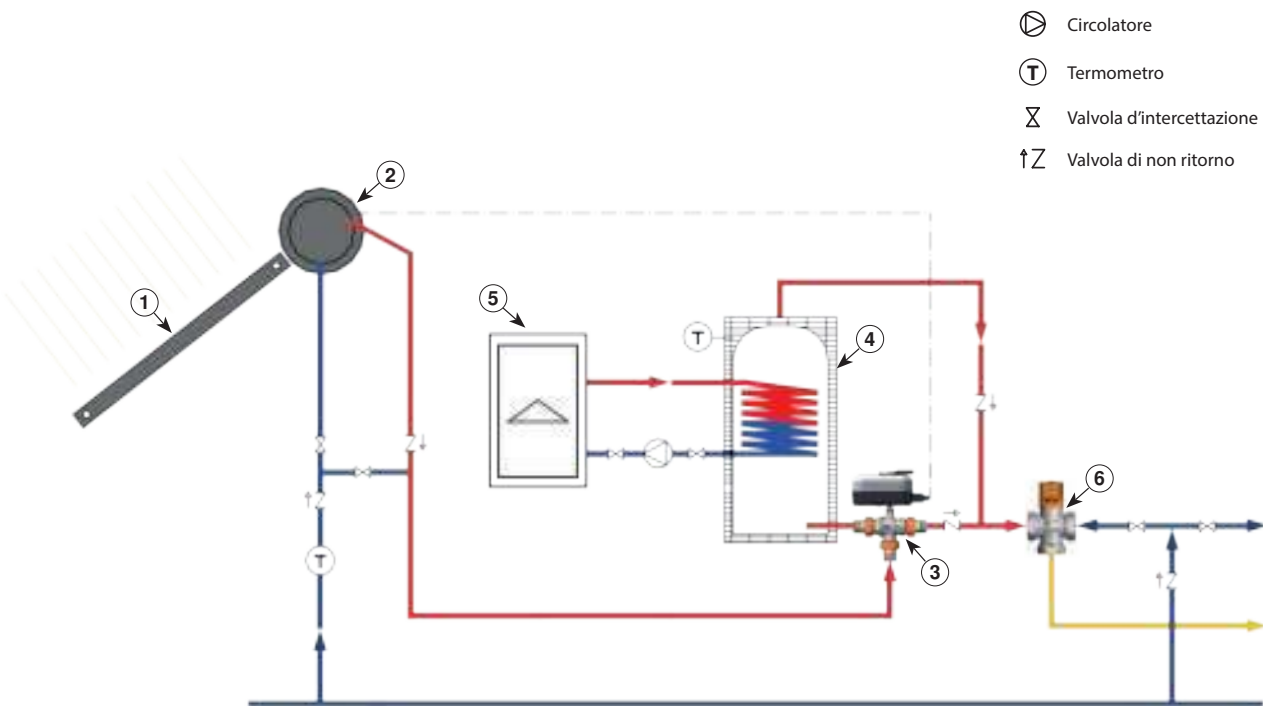 Circolatore
T Termometro
Valvola d'intercettazione
Valvola di non ritorno
2
1
5
T
4
6
T
3